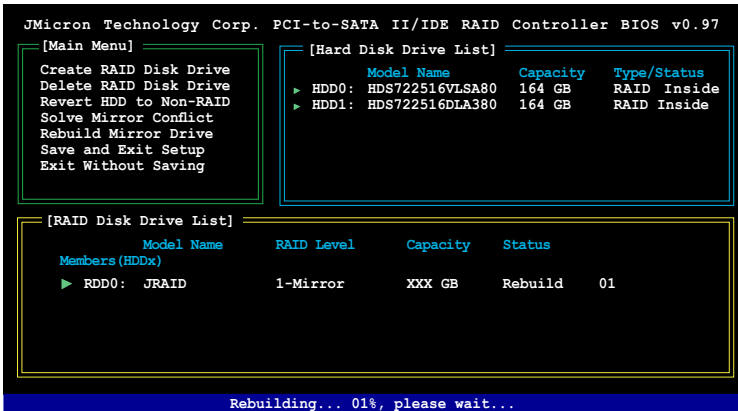 JMicron Technology Corp. PCI-to-SATA II/IDE RAID Controller BIOS v0.97
[Main Menu]
Create RAID Disk Drive
Delete RAID Disk Drive
Revert HDD to Non-RAID
Solve Mirror Conflict
Rebuild Mirror Drive
Save and Exit Setup
Exit Without Saving
[Hard Disk Drive List]
Model Name Capacity Type/Status
HDD0: HDS722516VLSA80 164 GB RAID Inside
HDD1: HDS722516DLA380 164 GB RAID Inside
[RAID Disk Drive List]
Model Name RAID Level Capacity Status
Members(HDDx)
RDD0: JRAID 1-Mirror XXX GB Rebuild 01
Rebuilding... 01%, please wait...